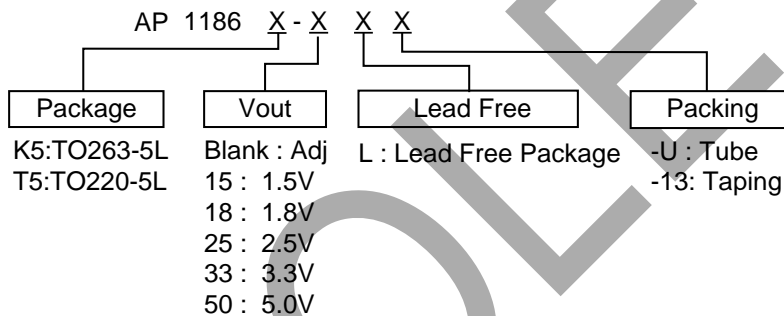 AP 1186 X - X X X
Package
K5:TO263-5L
T5:TO220-5L
Vout
Blank : Adj
15 : 1.5V
18 : 1.8V
25 : 2.5V
33 : 3.3V
50 : 5.0V
Lead Free
L : Lead Free Package
Packing
-U : Tube
-13: Taping